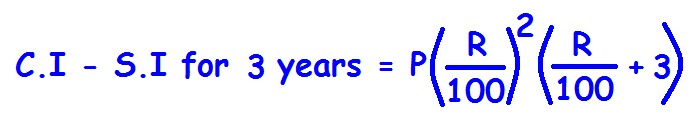 C.I - S.I for 3 years = P(R/100)²(R/100 + 3)